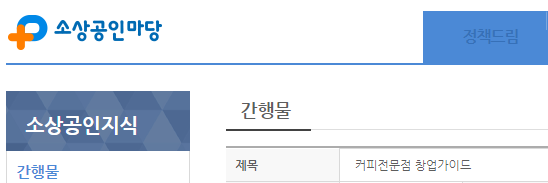 소상공인마당
정책드림
소상공인지식
간행물
간행물
제목 커피전문점 창업가이드